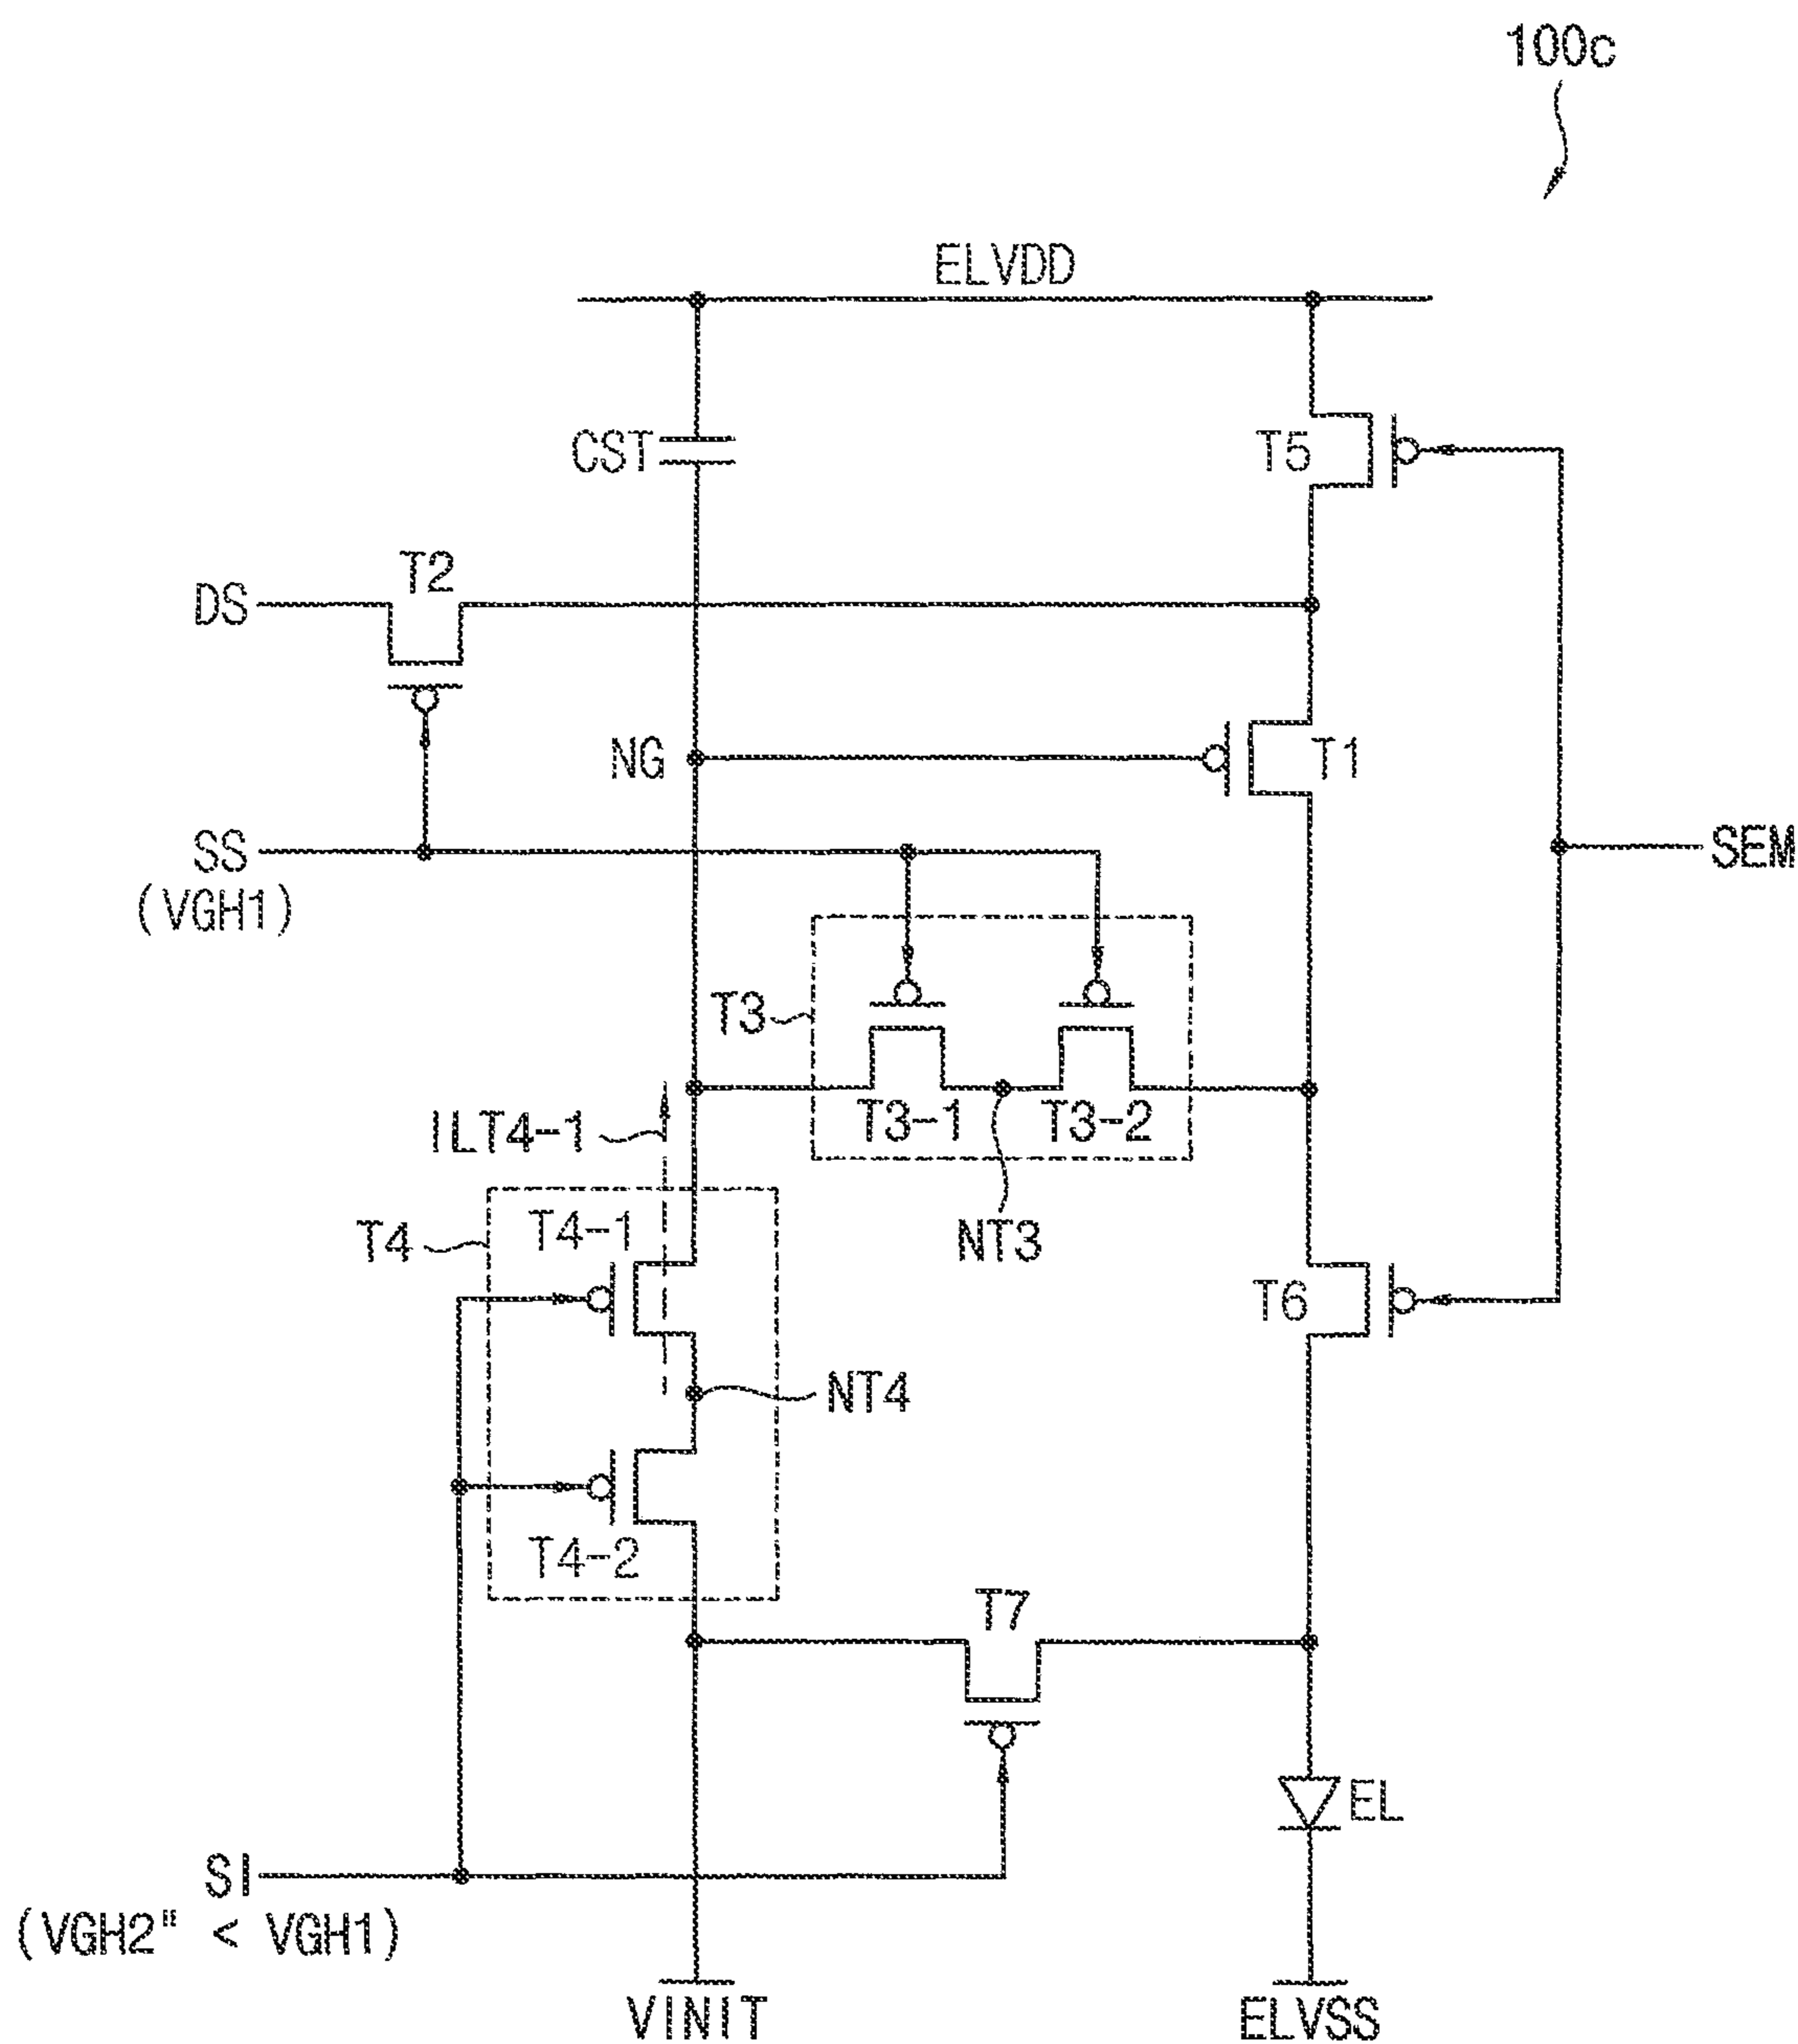 100c
ELVDD
CST
T5
T2
DS
NG
T1
SS
(VGH1)
SEM
T3
T3-1
T3-2
ILT4-1
NT3
T4
T4-1
T6
NT4
T4-2
T7
EL
SI
(VGH2" < VGH1)
VINIT
ELVSS